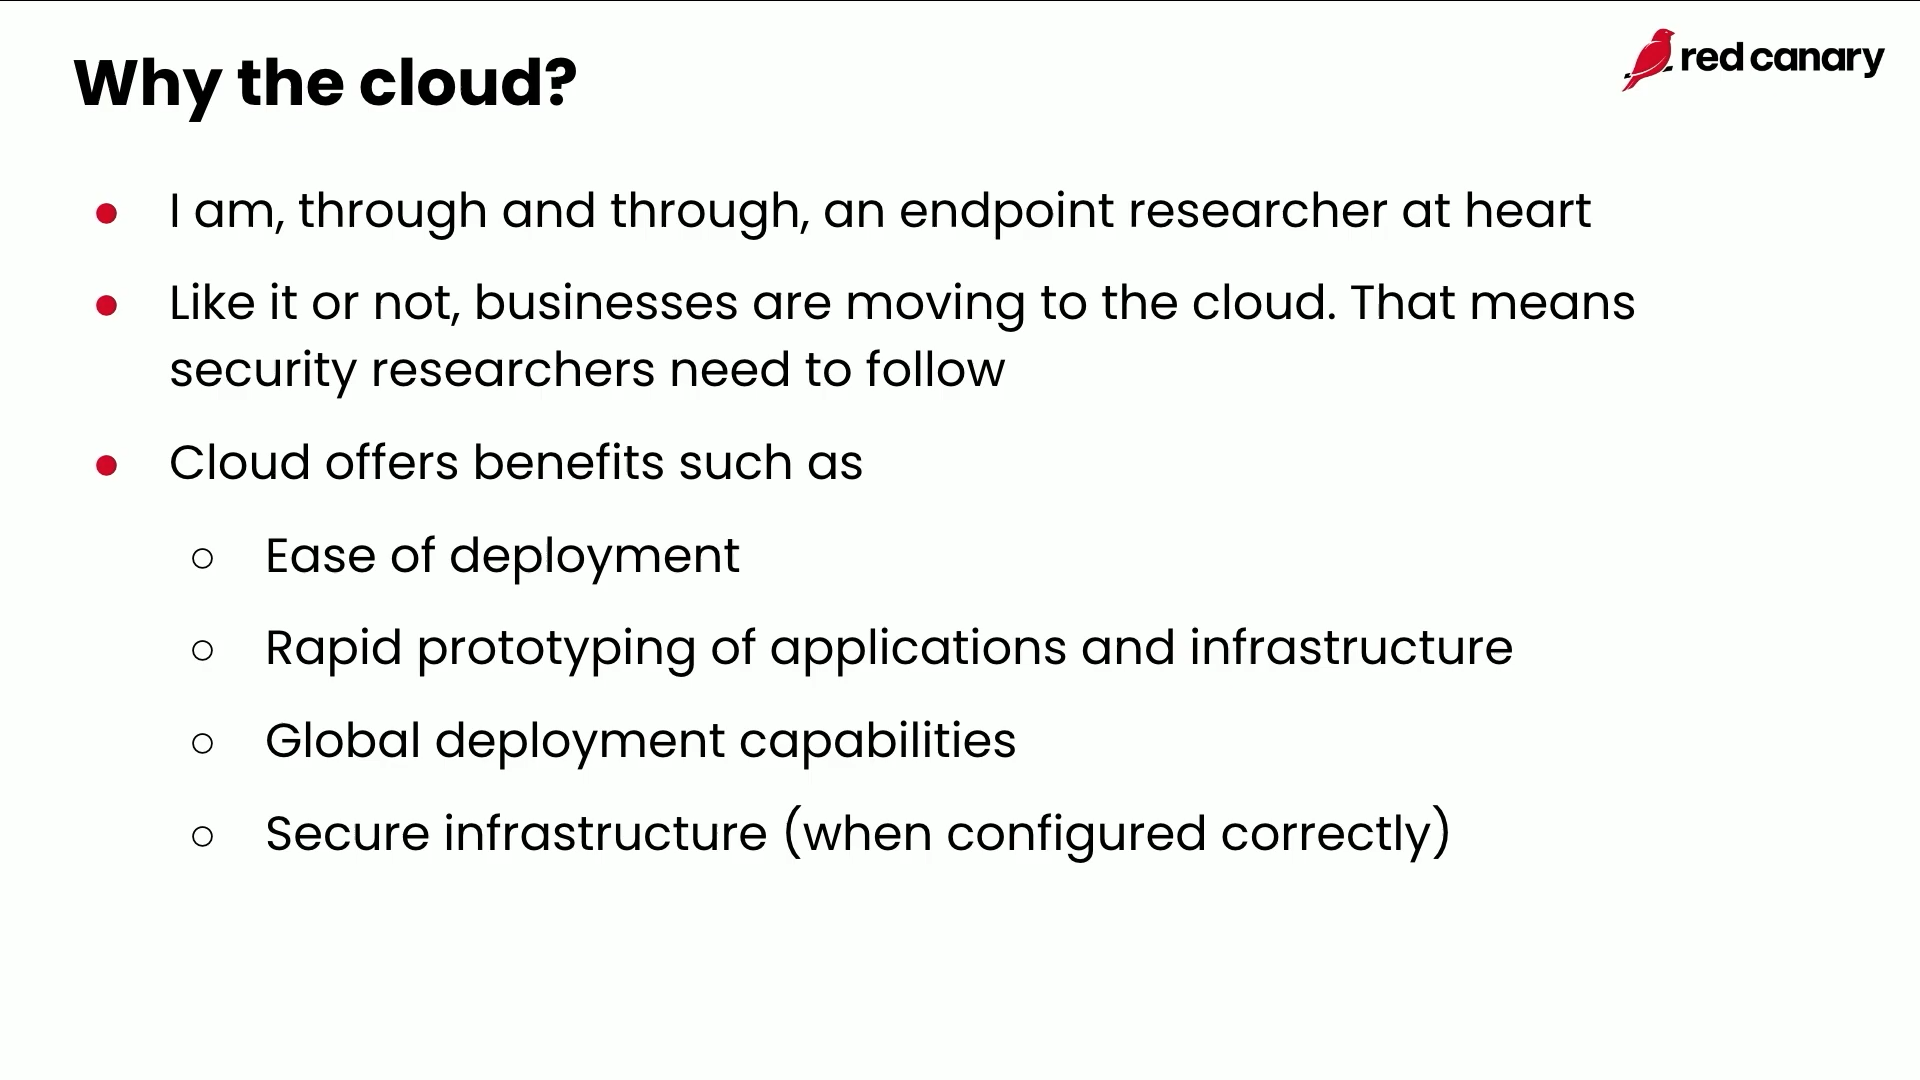 Why the cloud?
red canary
● I am, through and through, an endpoint researcher at heart
● Like it or not, businesses are moving to the cloud. That means
security researchers need to follow
● Cloud offers benefits such as
○ Ease of deployment
○ Rapid prototyping of applications and infrastructure
○ Global deployment capabilities
○ Secure infrastructure (when configured correctly)